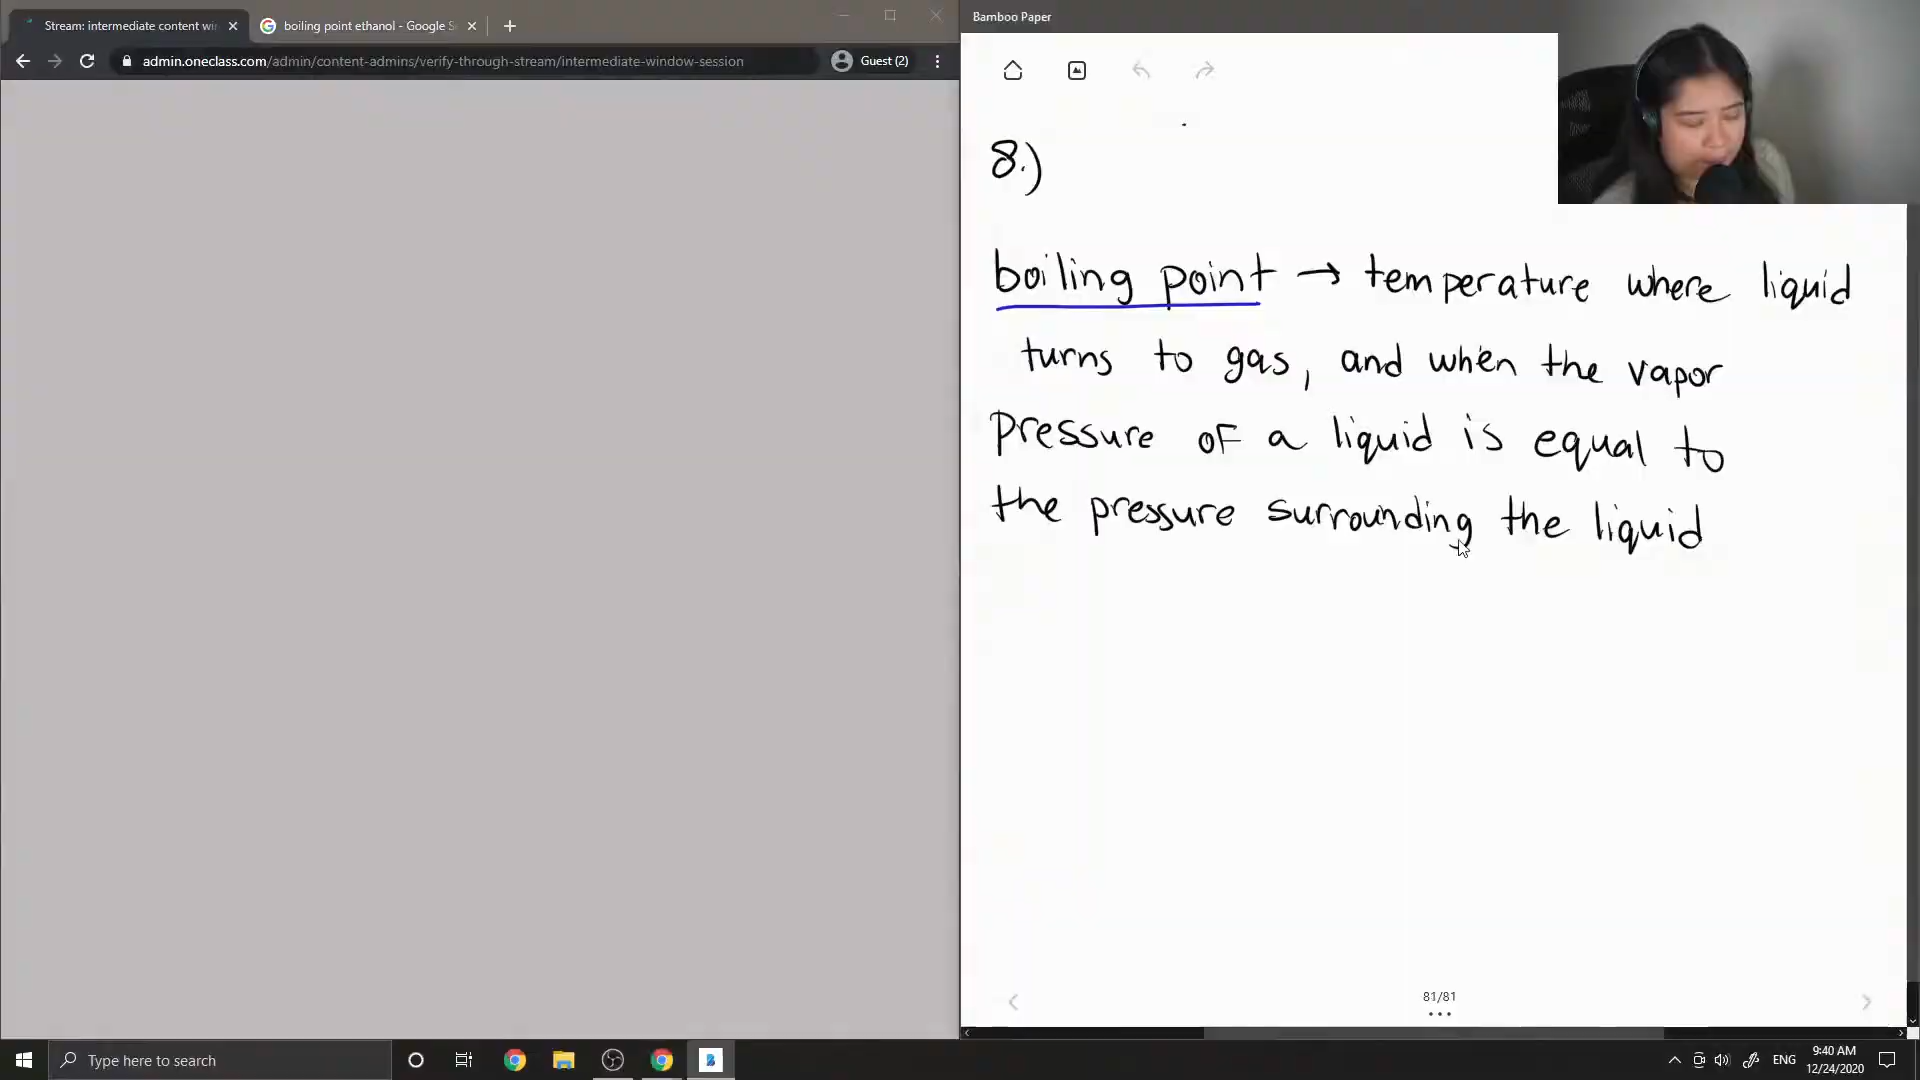 Stream: intermediate content wi
boiling point ethanol - Google S
admin.oneclass.com/admin/content-admins/verify-through-stream/intermediate-window-session
Guest (2)
Bamboo Paper
8.)
boiling point → temperature where liquid
turns to gas, and when the vapor
pressure of a liquid is equal to
the pressure surrounding the liquid
81/81
Type here to search
ENG
9:40 AM
12/24/2020